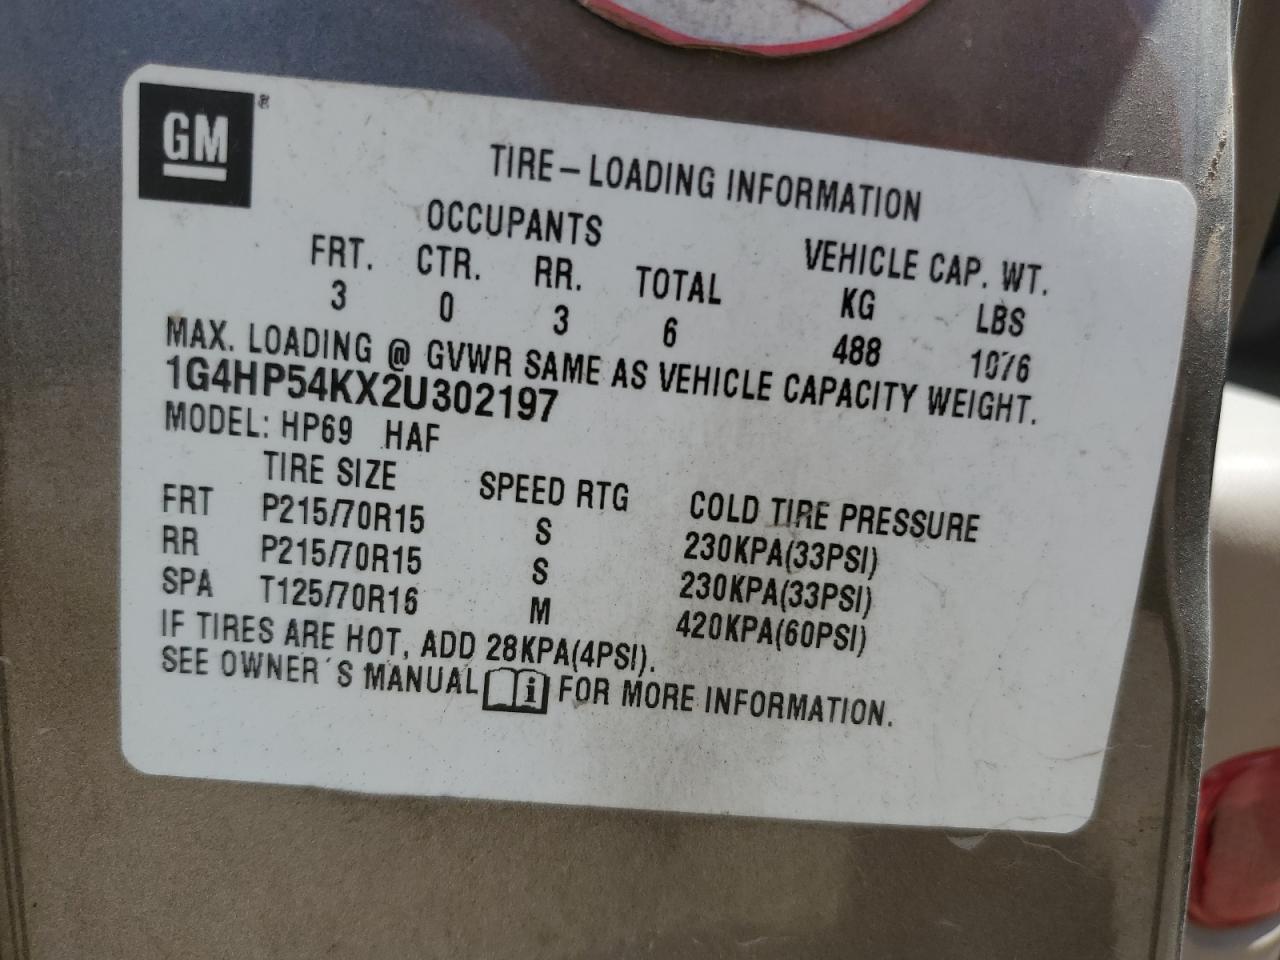 GM®
TIRE–LOADING INFORMATION
OCCUPANTS VEHICLE CAP. WT.
FRT. CTR. RR. TOTAL KG LBS
3 0 3 6 488 1076
MAX. LOADING @ GVWR SAME AS VEHICLE CAPACITY WEIGHT.
1G4HP54KX2U302197
MODEL: HP69 HAF
TIRE SIZE SPEED RTG COLD TIRE PRESSURE
FRT P215/70R15 S 230KPA(33PSI)
RR P215/70R15 S 230KPA(33PSI)
SPA T125/70R16 M 420KPA(60PSI)
IF TIRES ARE HOT, ADD 28KPA(4PSI).
SEE OWNER´S MANUAL i FOR MORE INFORMATION.